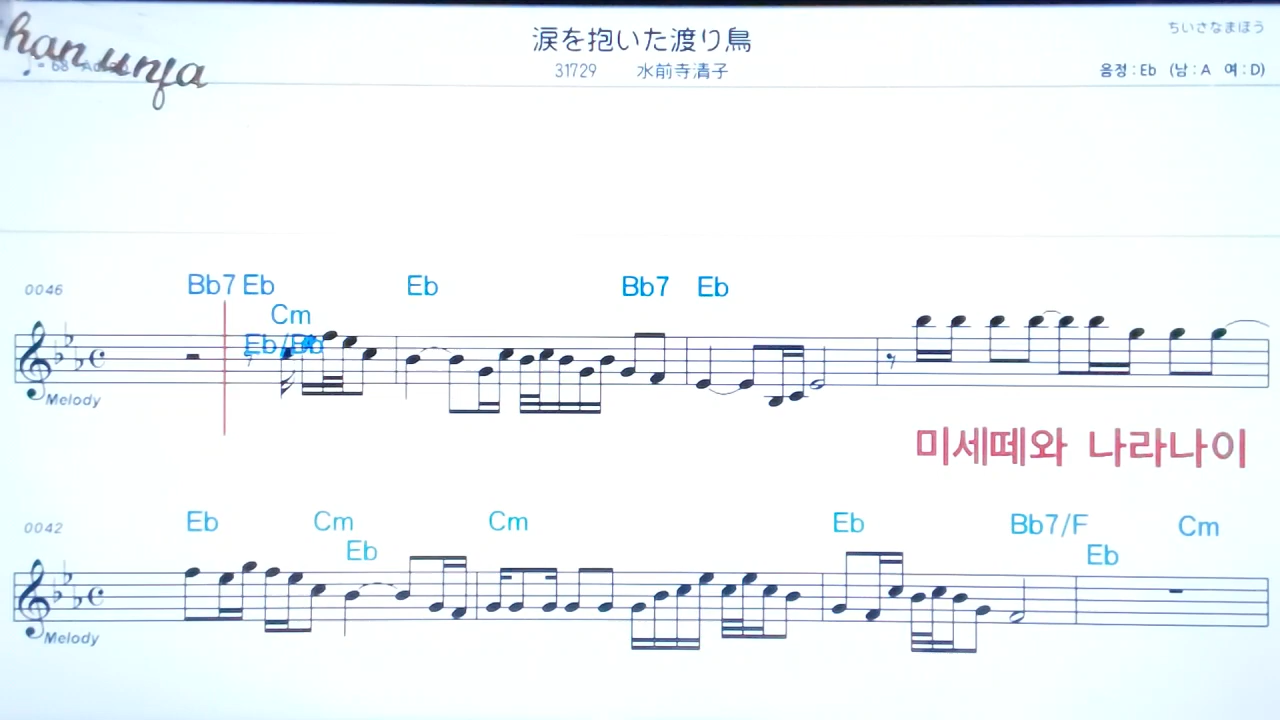 han unja
涙を抱いた渡り鳥
ちいさなまほう
31729 水前寺清子
음정 : Eb (남 : A 여 : D)
0046
Bb7 Eb Eb Bb7 Eb
Cm
Melody
미세떼와 나라나이
0042
Eb Cm Cm Eb Bb7/F Cm
Eb Eb
Melody